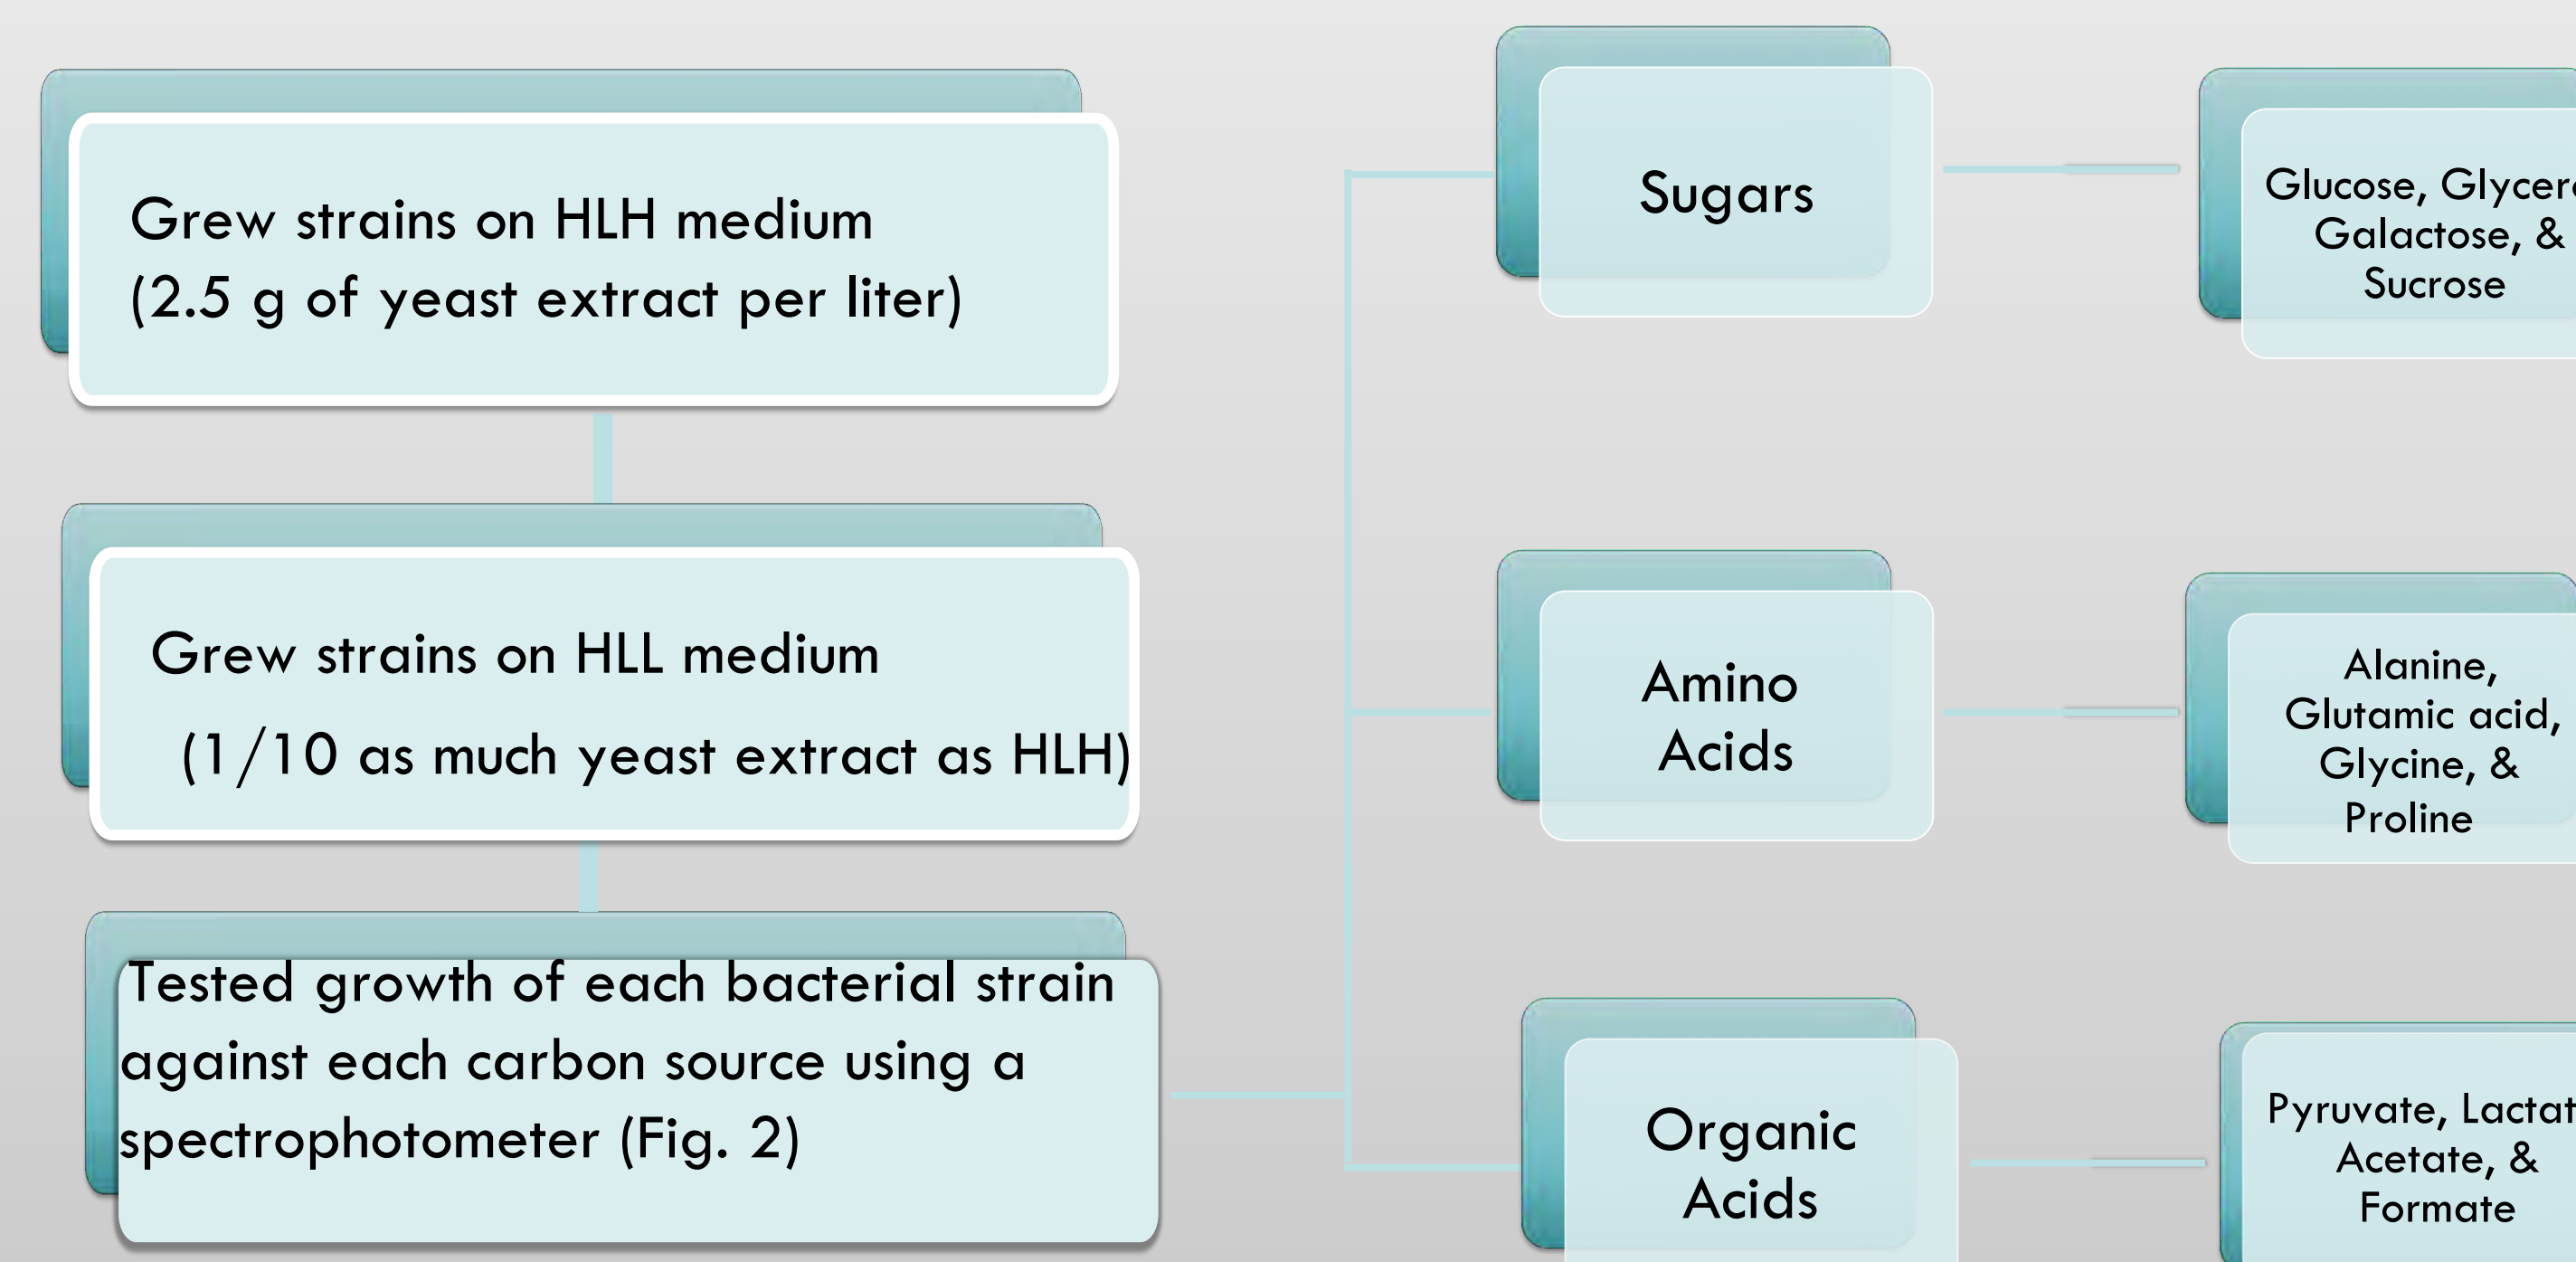 Grew strains on HLH medium
(2.5 g of yeast extract per liter)
Grew strains on HLL medium
(1/10 as much yeast extract as HLH)
Tested growth of each bacterial strain
against each carbon source using a
spectrophotometer (Fig. 2)
Sugars
Glucose,
Galactose, &
Sucrose
Amino
Acids
Alanine,
Glutamic acid,
Glycine, &
Proline
Organic
Acids
Pyruvate,
Acetate, &
Formate